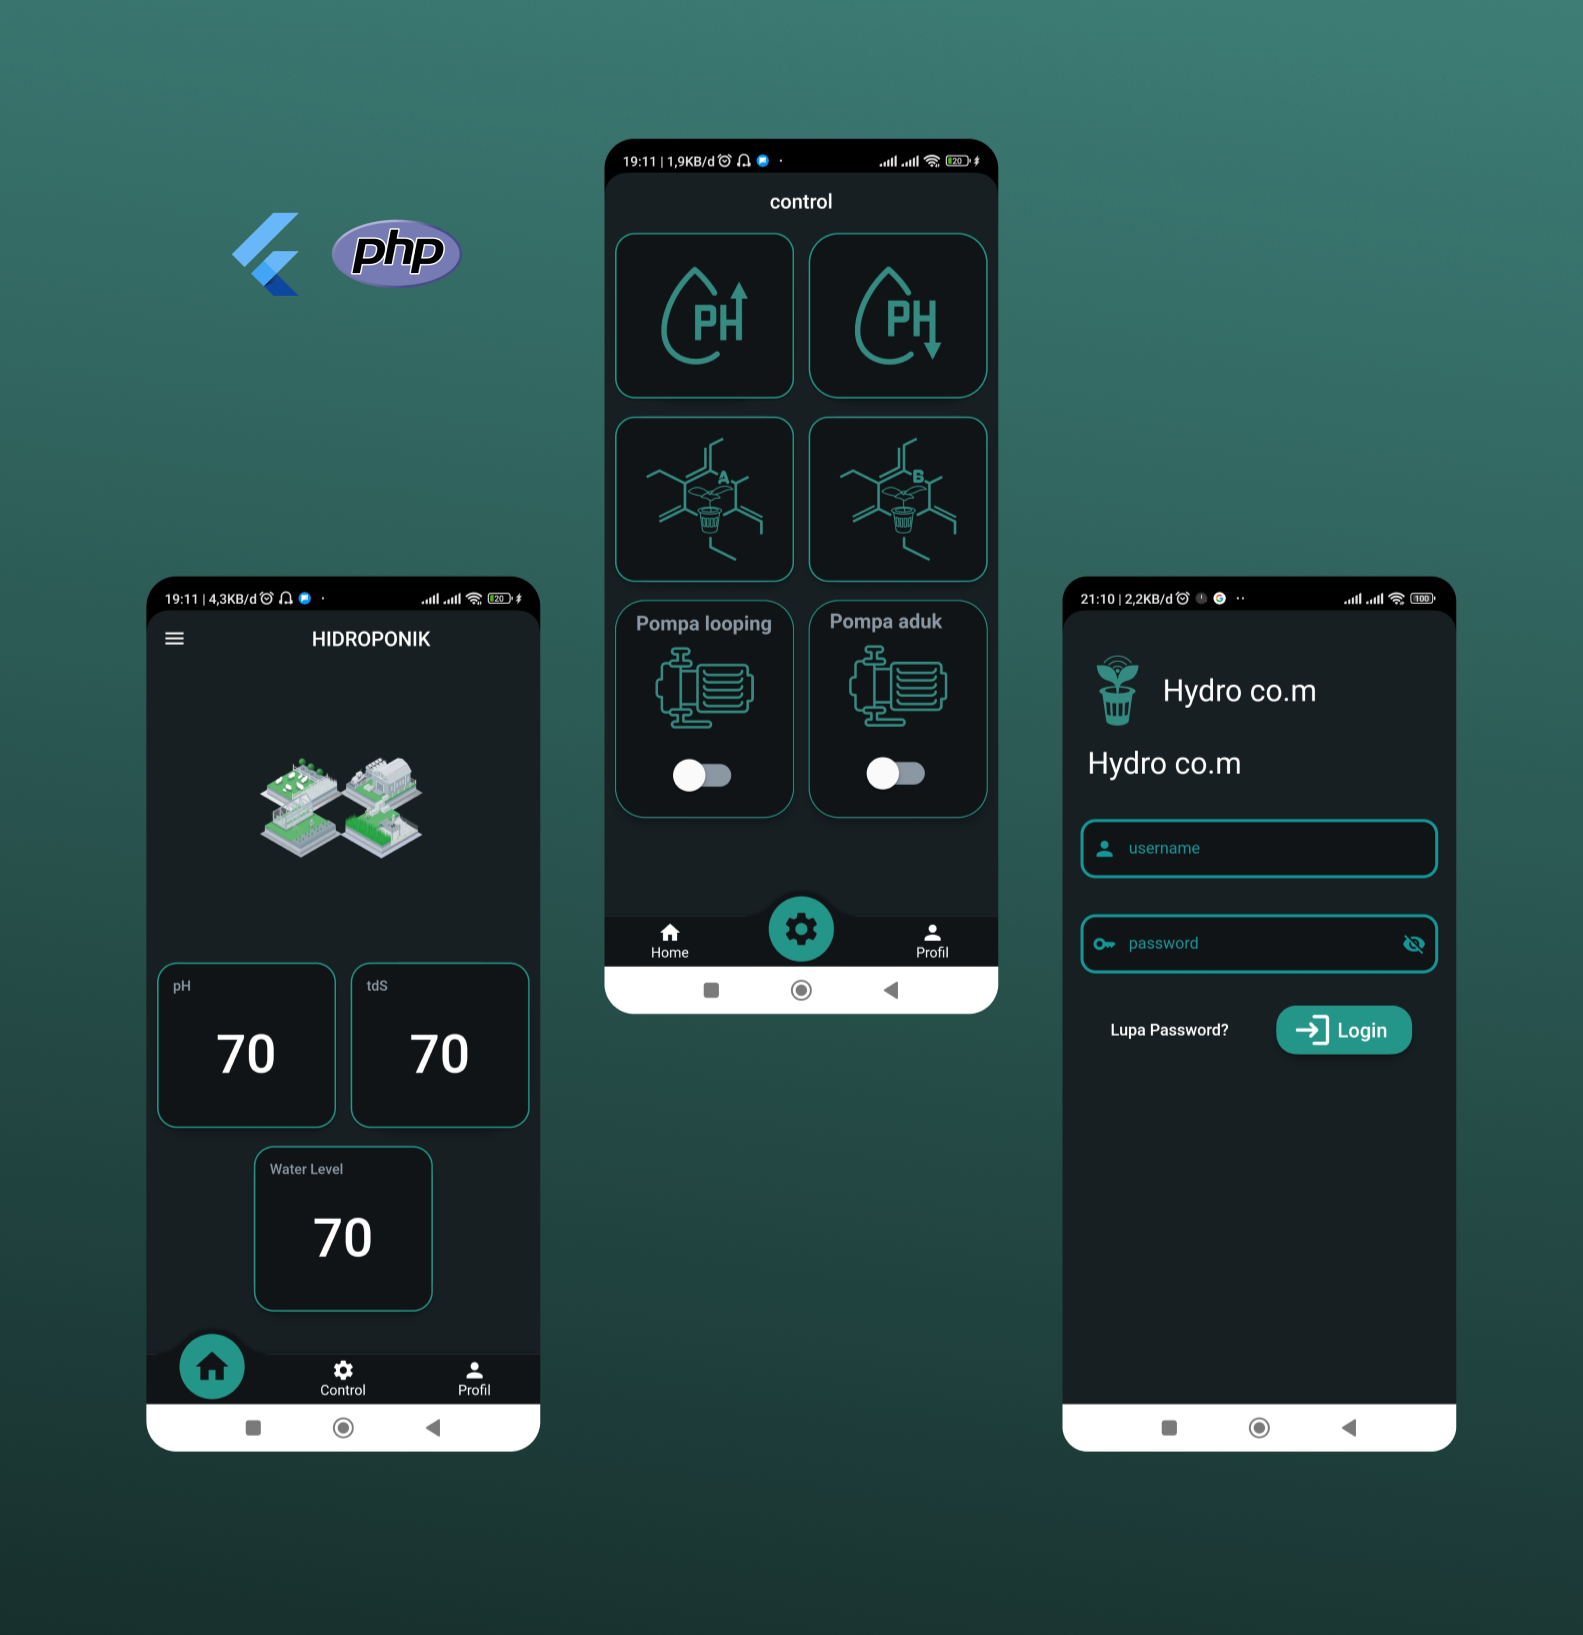 php
19:11 | 4,3KB/d
20
HIDROPONIK
pH
70
tdS
70
Water Level
70
Control
Profil
19:11 | 1,9KB/d
20
control
PH
PH
A
B
Pompa looping
Pompa aduk
Home
Profil
21:10 | 2,2KB/d
100
Hydro co.m
Hydro co.m
username
password
Lupa Password?
Login